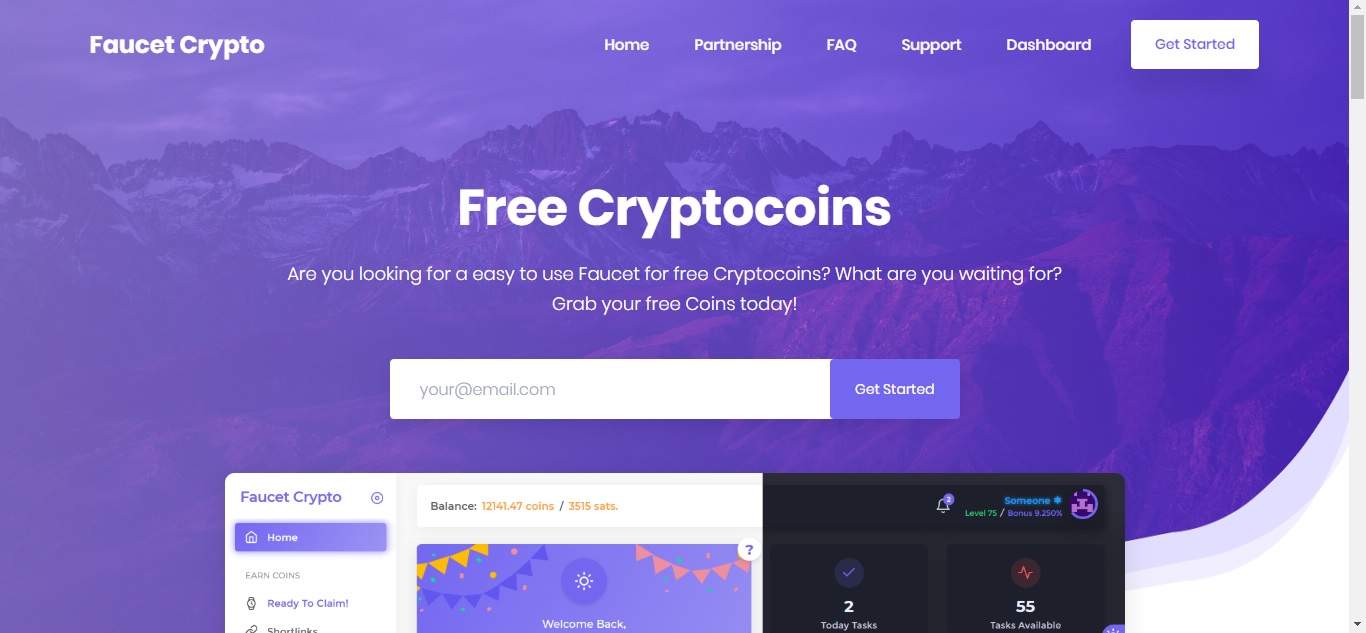 Faucet Crypto
Home
Partnership
FAQ
Support
Dashboard
Get Started
Free Cryptocoins
Are you looking for a easy to use Faucet for free Cryptocoins? What are you waiting for?
Grab your free Coins today!
your@email.com
Get Started
Faucet Crypto
Balance: 12141.47 coins / 3515 sats.
2
Someone
Level 75 / Bonus 9.250%
Home
?
EARN COINS
Ready To Claim!
Shortlinks
Welcome Back,
2
Today Tasks
55
Tasks Available